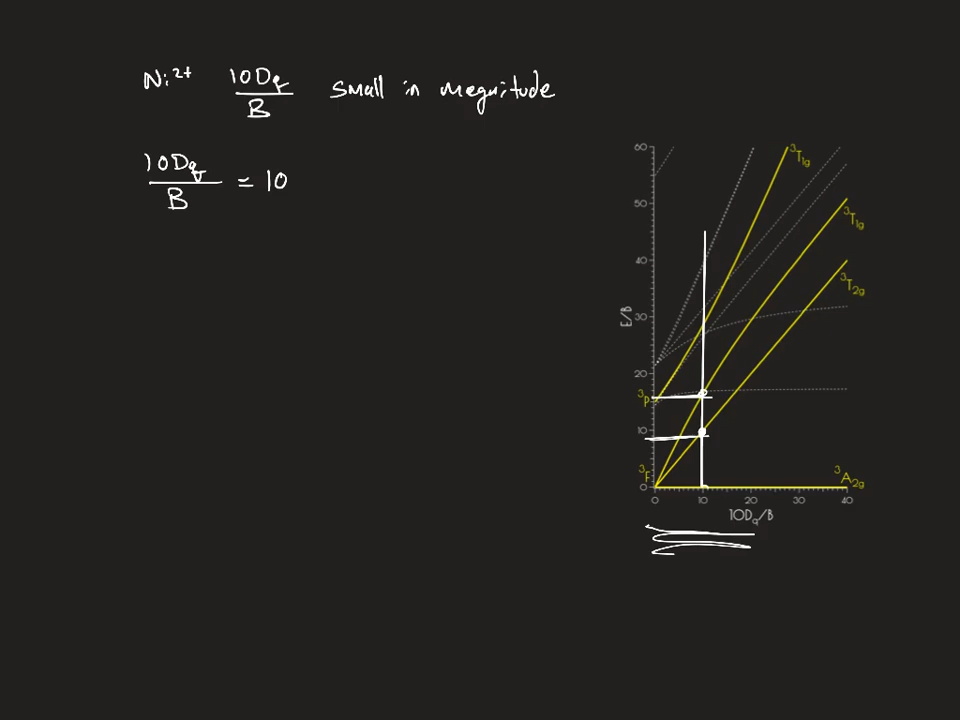 Ni²⁺ 10Dq/B small in megnitude
10Dq/B = 10
60
50
40
30
20
10
0
E/B
³P
³F
³T₁g
³T₁g
³T₂g
³A₂g
0 10 20 30 40
10Dq/B